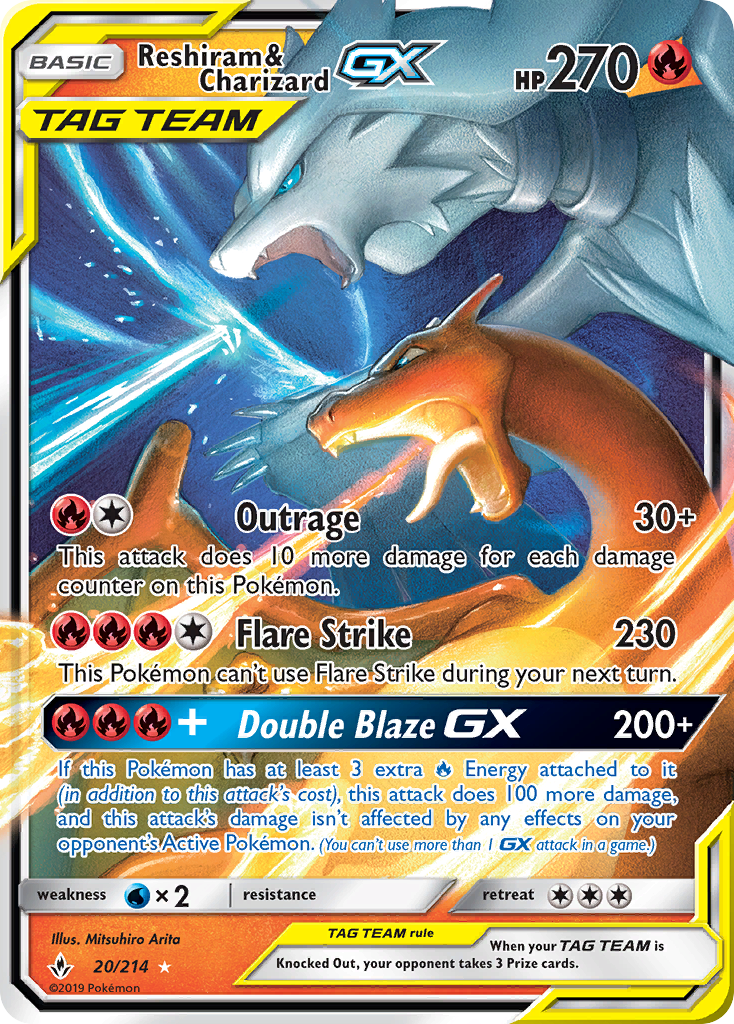 BASIC
Reshiram&
Charizard GX
HP 270
TAG TEAM
Outrage 30+
This attack does 10 more damage for each damage
counter on this Pokémon.
Flare Strike 230
This Pokémon can't use Flare Strike during your next turn.
+ Double Blaze GX 200+
If this Pokémon has at least 3 extra Energy attached to it
(in addition to this attack's cost), this attack does 100 more damage,
and this attack's damage isn't affected by any effects on your
opponent's Active Pokémon. (You can't use more than 1 GX attack in a game.)
weakness ×2 resistance retreat
Illus. Mitsuhiro Arita
20/214
©2019 Pokémon
TAG TEAM rule
When your TAG TEAM is
Knocked Out, your opponent takes 3 Prize cards.